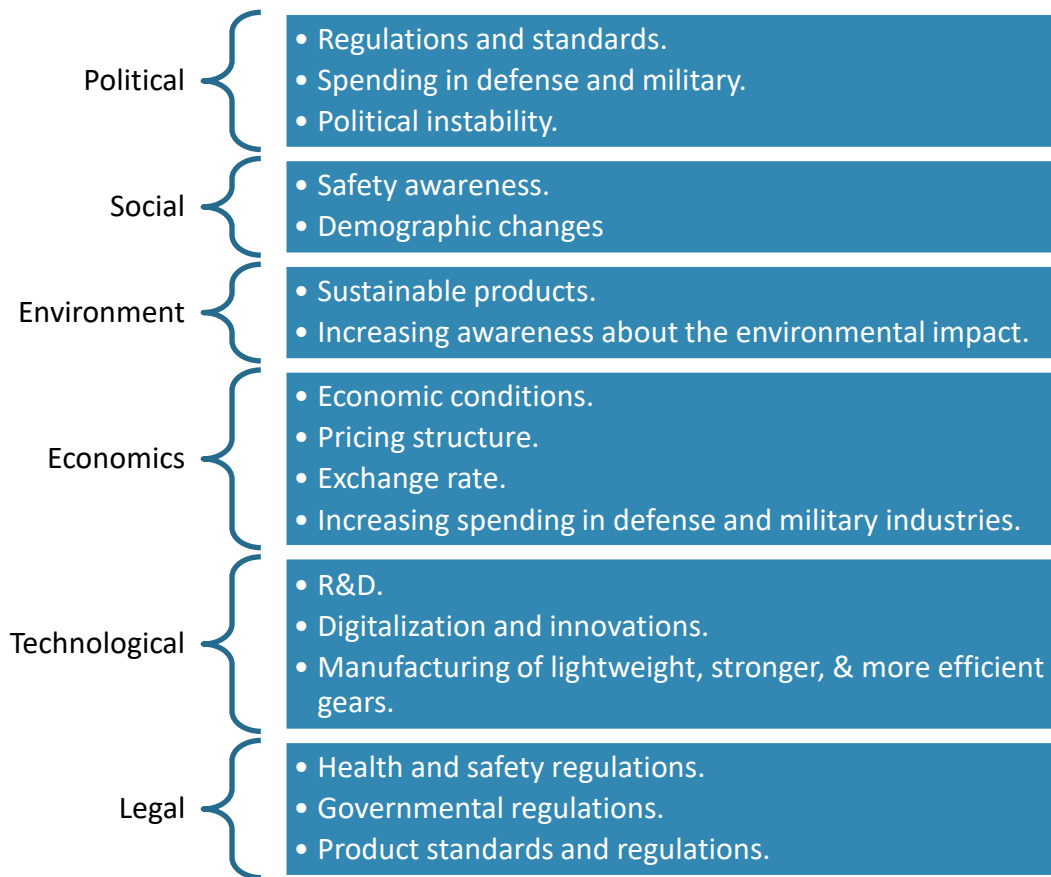 Political
• Regulations and standards.
• Spending in defense and military.
• Political instability.
Social
• Safety awareness.
• Demographic changes
Environment
• Sustainable products.
• Increasing awareness about the environmental impact.
Economics
• Economic conditions.
• Pricing structure.
• Exchange rate.
• Increasing spending in defense and military industries.
Technological
• R&D.
• Digitalization and innovations.
• Manufacturing of lightweight, stronger, & more efficient
gears.
Legal
• Health and safety regulations.
• Governmental regulations.
• Product standards and regulations.